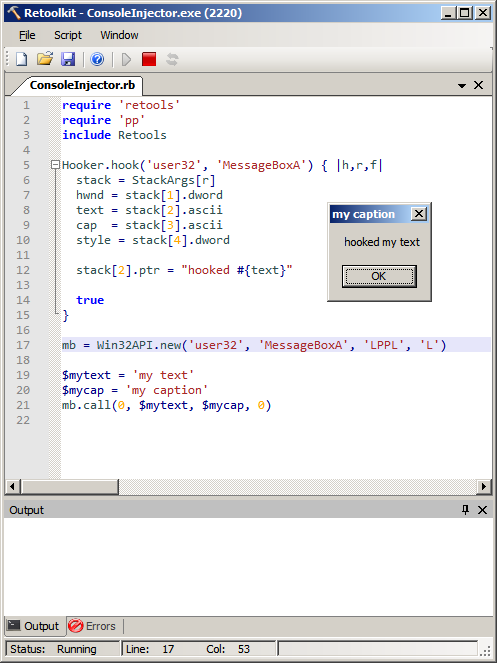 Retoolkit - ConsoleInjector.exe (2220)
File Script Window
ConsoleInjector.rb
1 require 'retools'
2 require 'pp'
3 include Retools
4
5 Hooker.hook('user32', 'MessageBoxA') { |h,r,f|
6 stack = StackArgs[r]
7 hwnd = stack[1].dword
8 text = stack[2].ascii
9 cap  = stack[3].ascii
10 style = stack[4].dword
11
12 stack[2].ptr = "hooked #{text}"
13
14 true
15 }
16
17 mb = Win32API.new('user32', 'MessageBoxA', 'LPPL', 'L')
18
19 $mytext = 'my text'
20 $mycap = 'my caption'
21 mb.call(0, $mytext, $mycap, 0)
22
my caption
hooked my text
OK
Output
Output Errors
Status: Running Line: 17 Col: 53